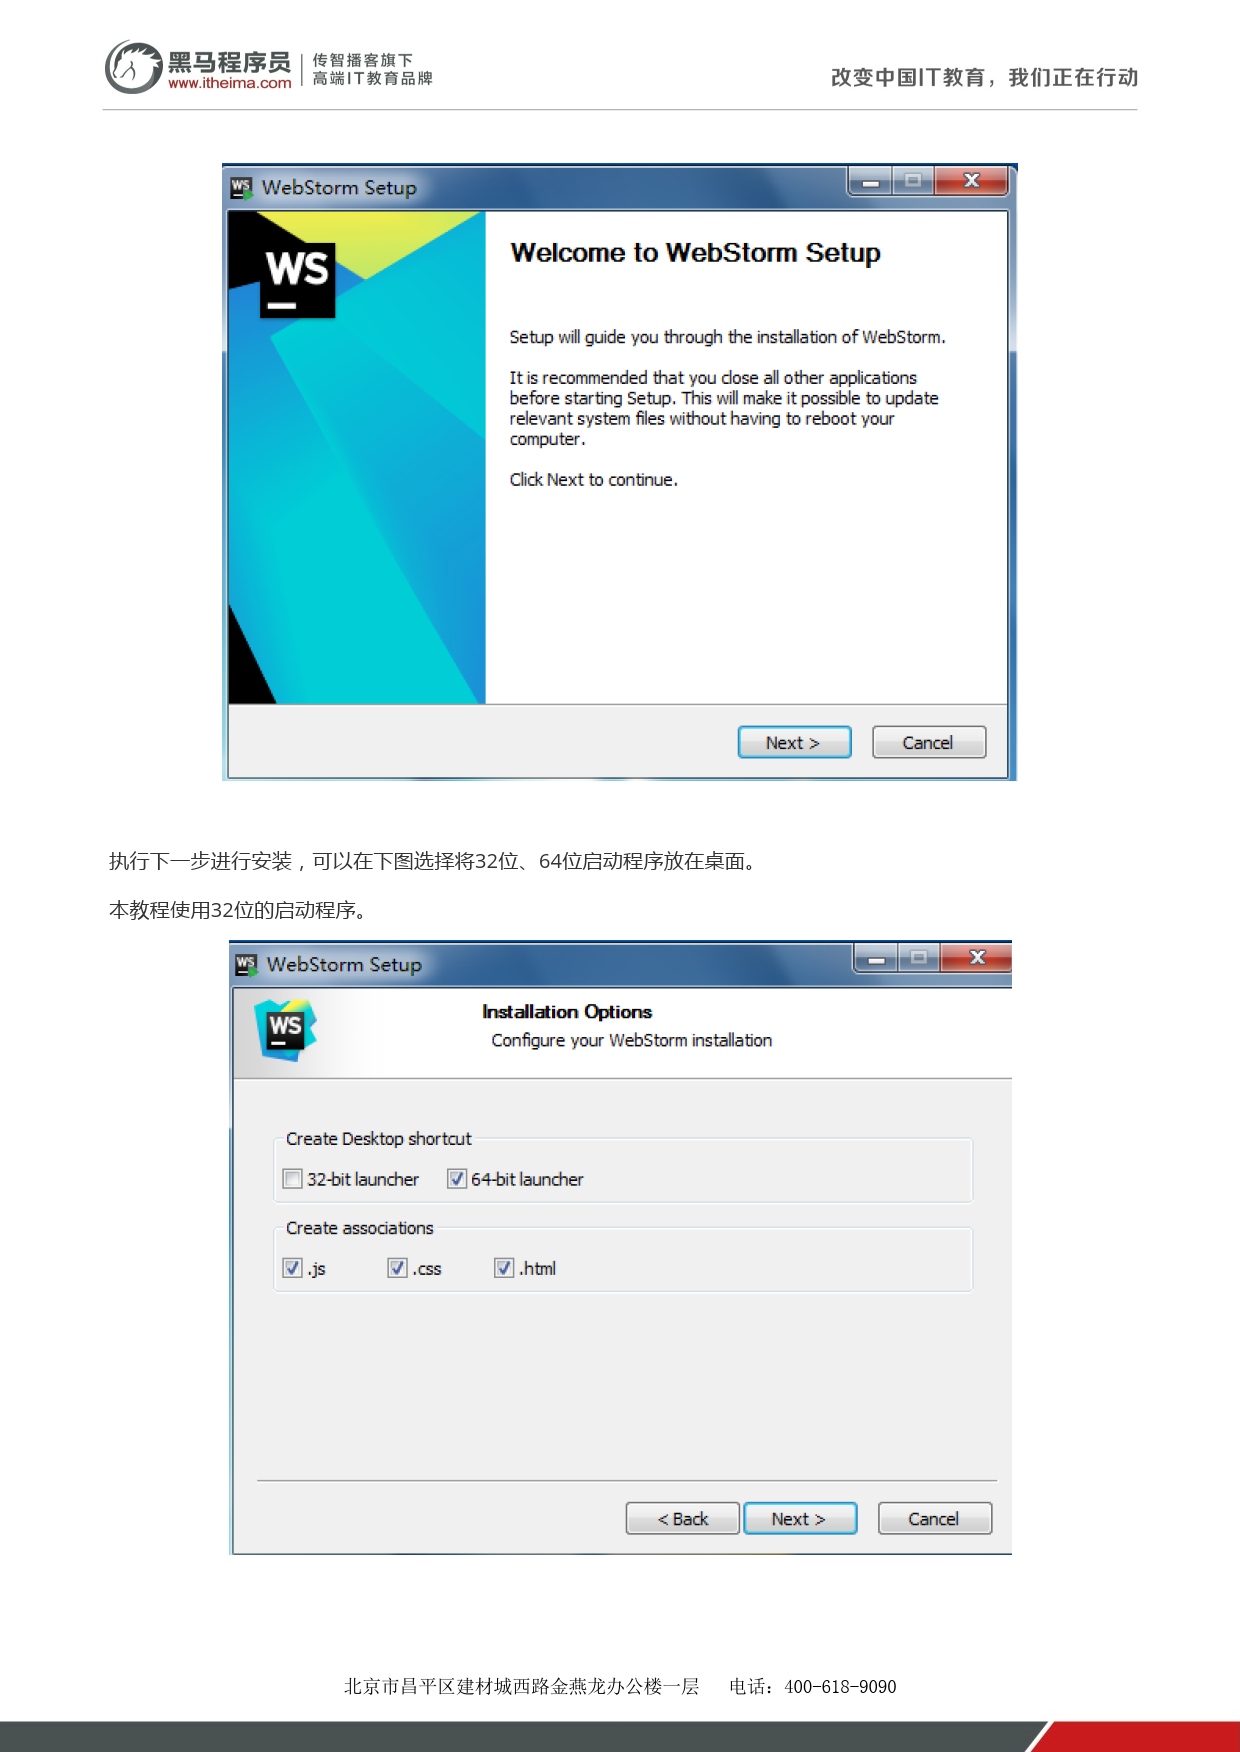 黑马程序员
www.itheima.com
传智播客旗下
高端IT教育品牌
改变中国IT教育，我们正在行动
WS WebStorm Setup
WS
Welcome to WebStorm Setup
Setup will guide you through the installation of WebStorm.
It is recommended that you close all other applications
before starting Setup. This will make it possible to update
relevant system files without having to reboot your
computer.
Click Next to continue.
Next > Cancel
执行下一步进行安装，可以在下图选择将32位、64位启动程序放在桌面。
本教程使用32位的启动程序。
WS WebStorm Setup
WS
Installation Options
Configure your WebStorm installation
Create Desktop shortcut
32-bit launcher 64-bit launcher
Create associations
.js .css .html
< Back Next > Cancel
北京市昌平区建材城西路金燕龙办公楼一层 电话：400-618-9090